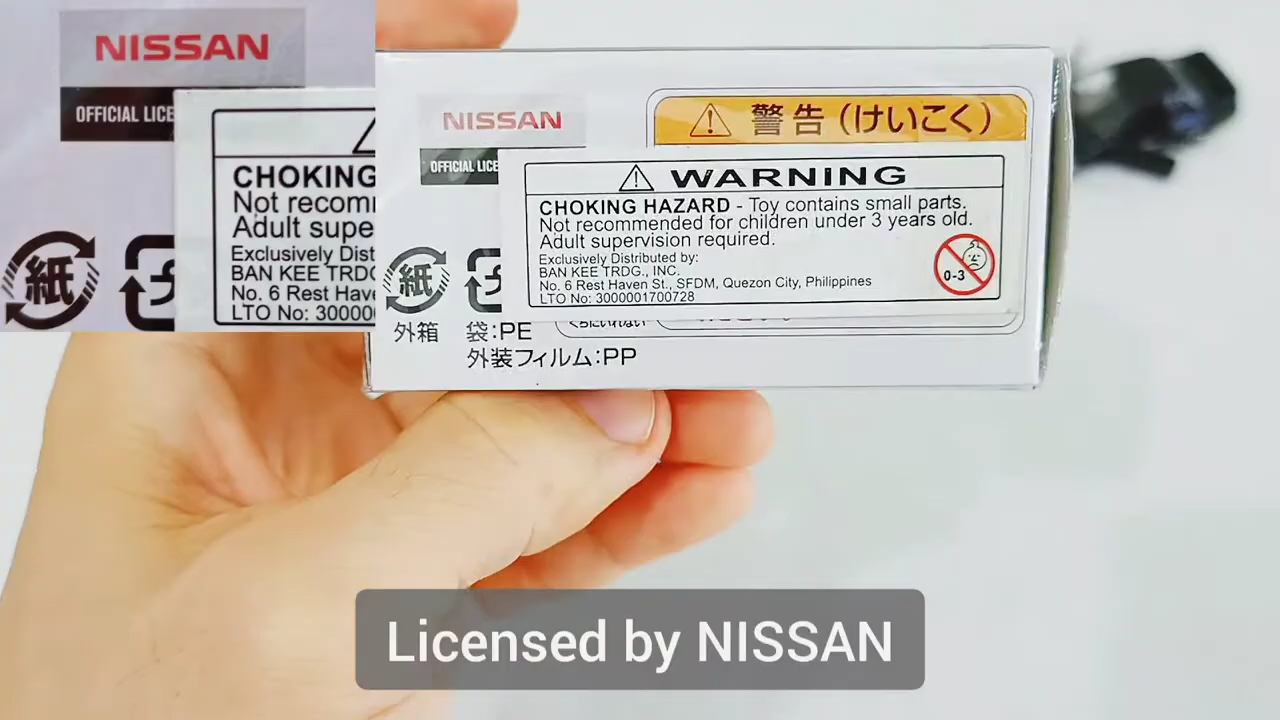 NISSAN
OFFICIAL LICE
CHOKING
Not recom
Adult supe
Exclusively Dist
BAN KEE TRDG
No. 6 Rest Have
LTO No: 30000
紙
プ
NISSAN
OFFICIAL LICE
警告(けいこく)
WARNING
CHOKING HAZARD - Toy contains small parts.
Not recommended for children under 3 years old.
Adult supervision required.
Exclusively Distributed by:
BAN KEE TRDG., INC.
No. 6 Rest Haven St., SFDM, Quezon City, Philippines
LTO No: 3000001700728
0-3
紙
プ
外箱 袋:PE
外装フィルム:PP
Licensed by NISSAN